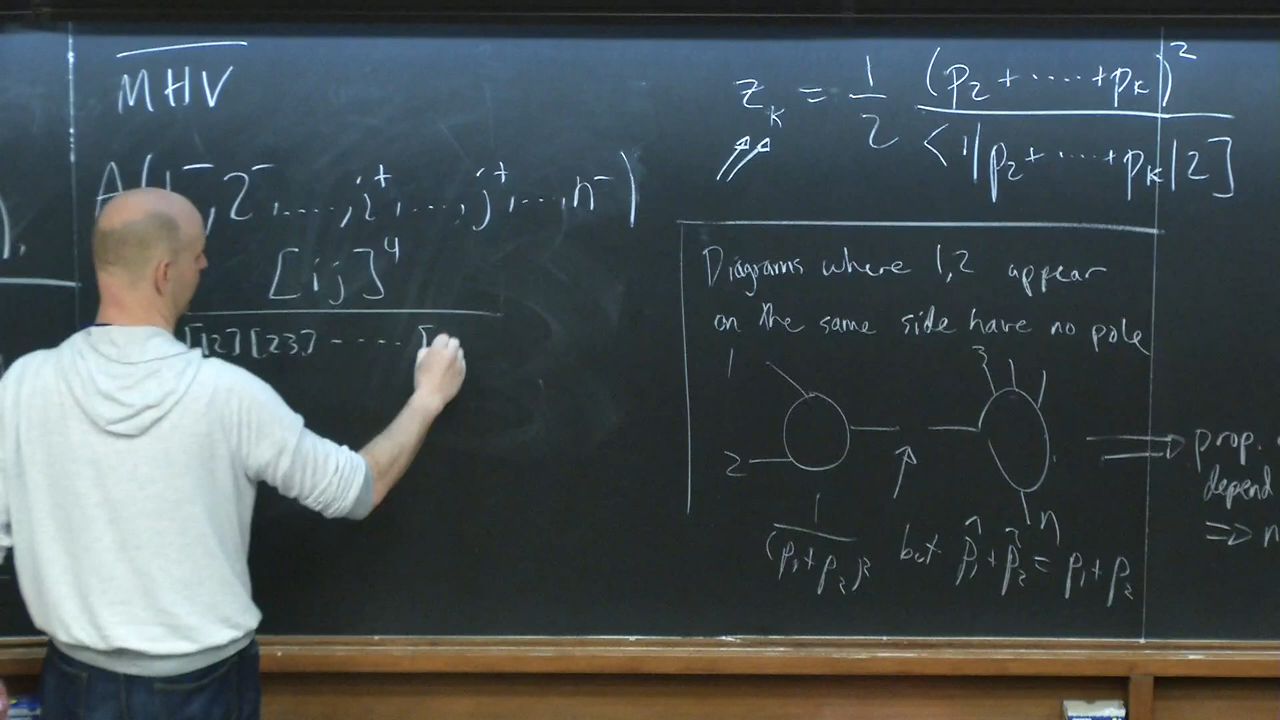 MHV
A(1⁻,2⁻,....,i⁺,...,j⁺,...,n⁻)
[ij]⁴
[12][23] ----- [
z_k = 1/2 (p₂+·····+p_k)² / <1|p₂+·····+p_k|2]
Diagrams where 1,2 appear
on the same side have no pole
1 3
2
n
prop.
depend
1/(p₁+p₂)² but p̂₁+p̂₂ = p₁+p₂
⇒